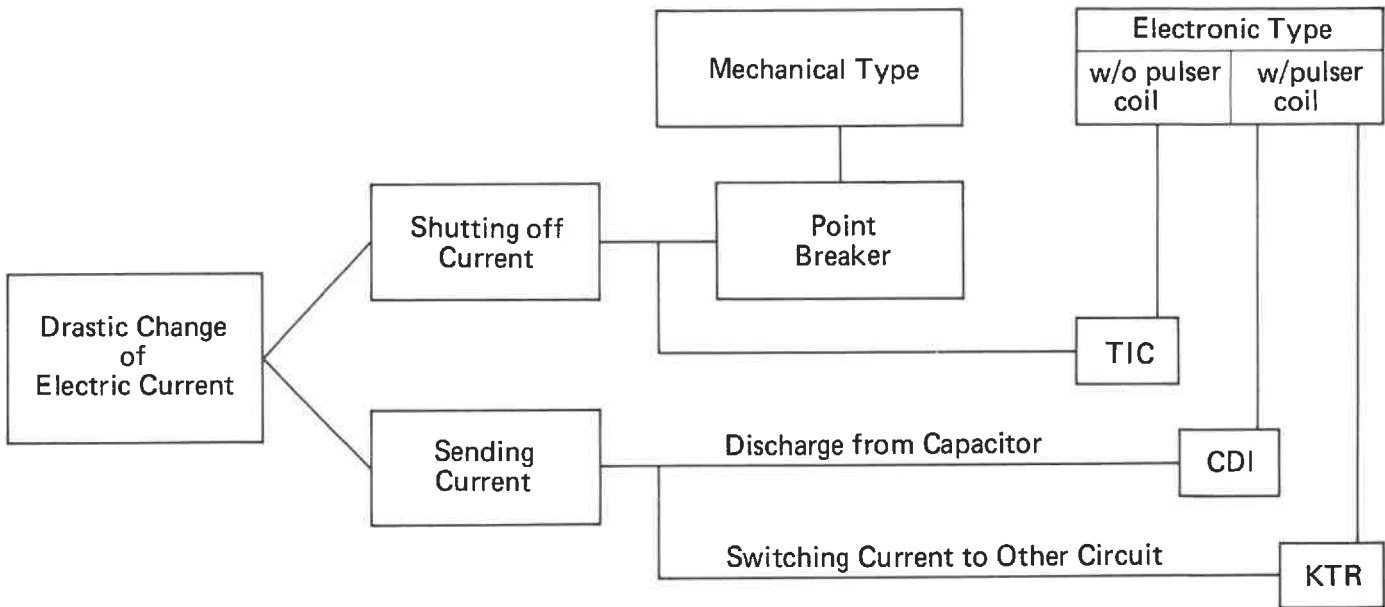 Mechanical Type
Electronic Type
w/o pulser
coil
w/pulser
coil
Shutting off
Current
Point
Breaker
Drastic Change
of
Electric Current
TIC
Sending
Current
Discharge from Capacitor
CDI
Switching Current to Other Circuit
KTR